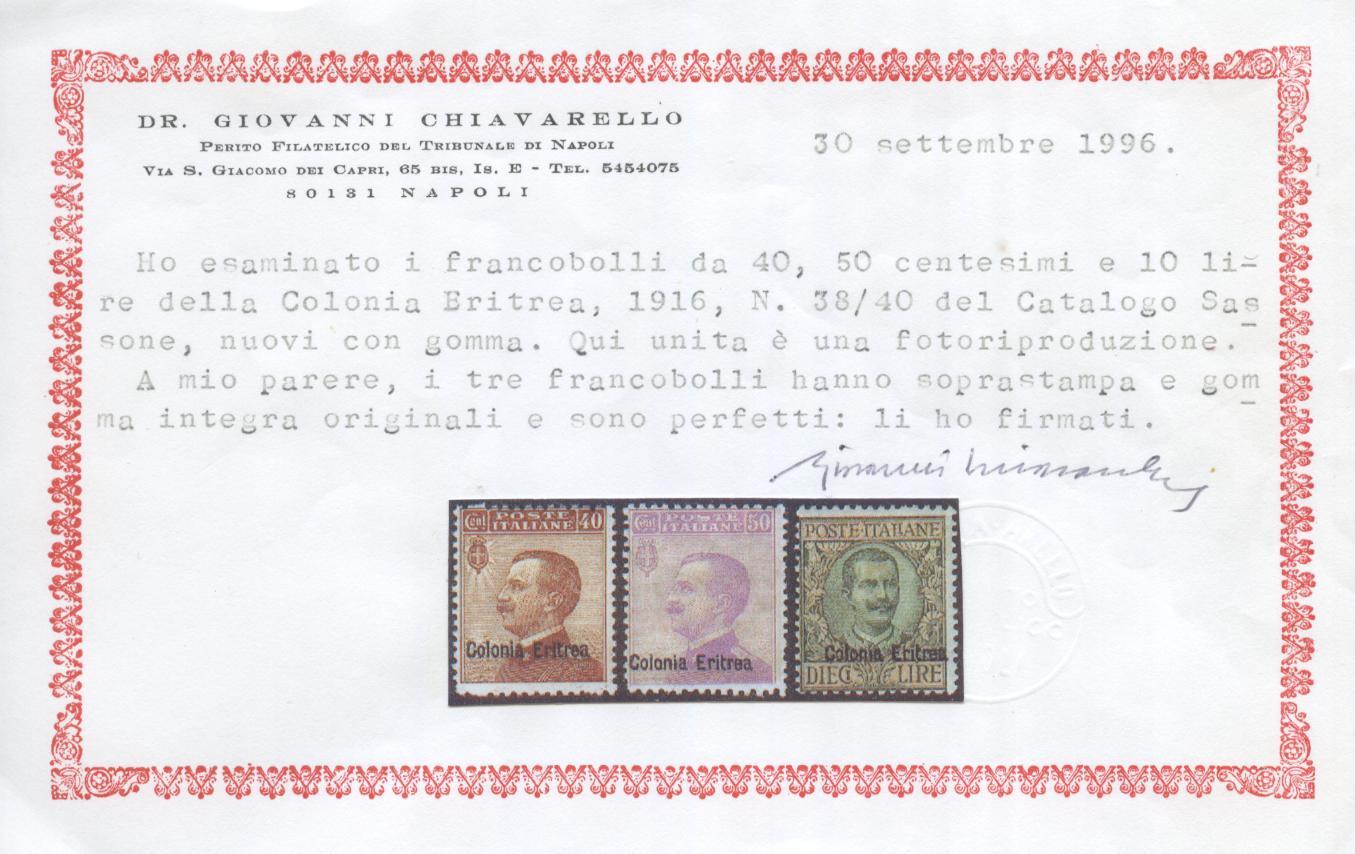 DR. GIOVANNI CHIAVARELLO
PERITO FILATELICO DEL TRIBUNALE DI NAPOLI
VIA S. GIACOMO DEI CAPRI, 65 BIS, IS. E - TEL. 5454075
80131 NAPOLI
30 settembre 1996.
Ho esaminato i francobolli da 40, 50 centesimi e 10 li-
re della Colonia Eritrea, 1916, N. 38/40 del Catalogo Sas
sone, nuovi con gomma. Qui unita è una fotoriproduzione.
A mio parere, i tre francobolli hanno soprastampa e gom
ma integra originali e sono perfetti: li ho firmati.
Giovanni Chiavarello
Cent POSTE ITALIANE 40
Colonia Eritrea
Cent POSTE ITALIANE 50
Colonia Eritrea
POSTE·ITALIANE
Colonia Eritrea
DIECI LIRE